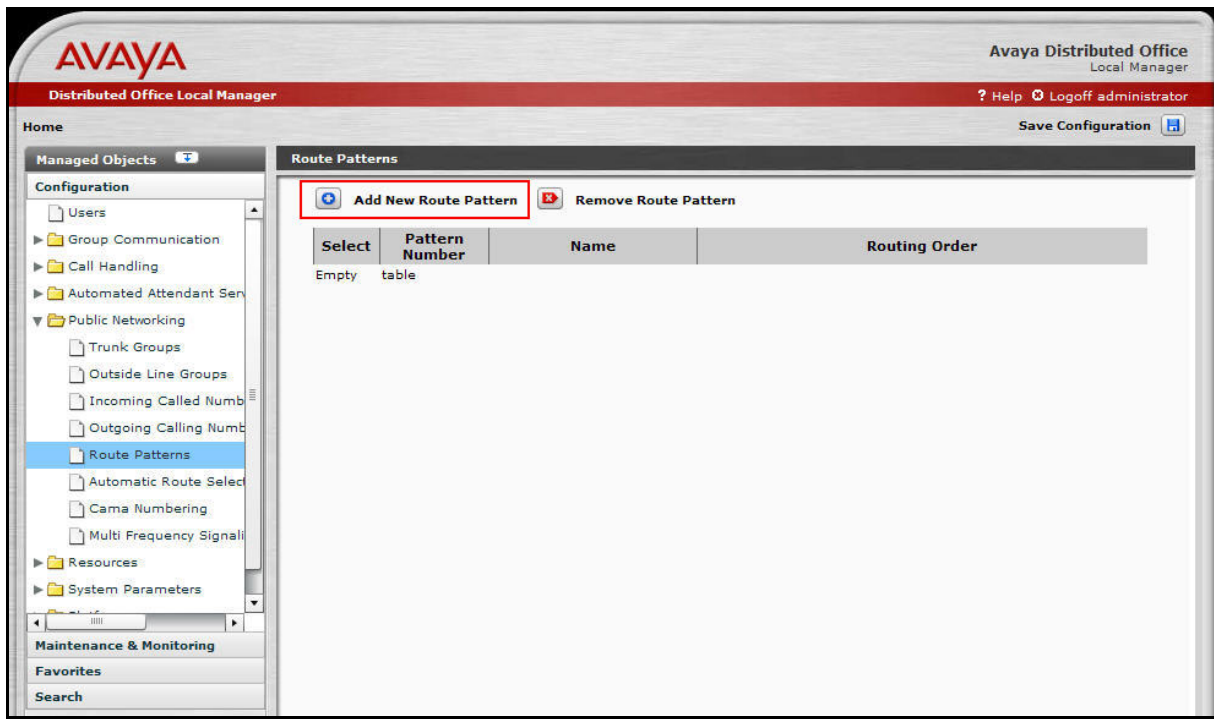 AVAYA
Avaya Distributed Office
Local Manager
Distributed Office Local Manager
? Help Logoff administrator
Home
Save Configuration
Managed Objects
Route Patterns
Configuration
Users
Group Communication
Call Handling
Automated Attendant Serv
Public Networking
Trunk Groups
Outside Line Groups
Incoming Called Numb
Outgoing Calling Numb
Route Patterns
Automatic Route Select
Cama Numbering
Multi Frequency Signali
Resources
System Parameters
Maintenance & Monitoring
Favorites
Search
Add New Route Pattern
Remove Route Pattern
Select
Pattern
Number
Name
Routing Order
Empty table